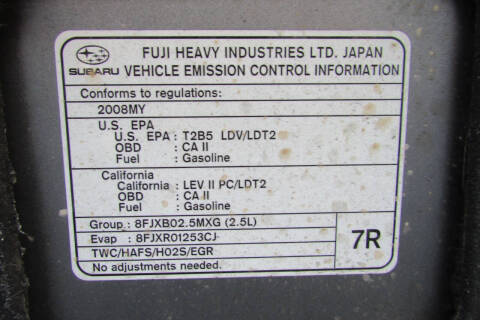 FUJI HEAVY INDUSTRIES LTD. JAPAN
SUBARU VEHICLE EMISSION CONTROL INFORMATION
Conforms to regulations:
2008MY
U.S. EPA
U.S. EPA : T2B5 LDV/LDT2
OBD : CA II
Fuel : Gasoline
California
California : LEV II PC/LDT2
OBD : CA II
Fuel : Gasoline
Group : 8FJXB02.5MXG (2.5L)
Evap : 8FJXR01253CJ
TWC/HAFS/HO2S/EGR
No adjustments needed.
7R